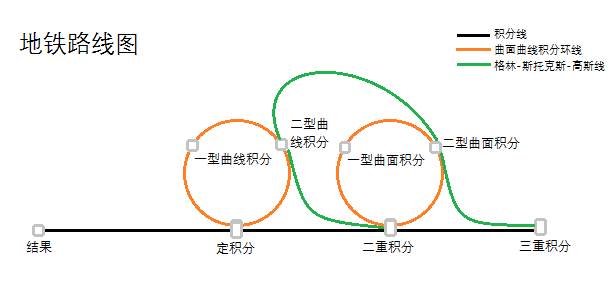 地铁路线图
积分线
曲面曲线积分环线
格林-斯托克斯-高斯线
二型曲
线积分
二型曲面积分
一型曲线积分
一型曲面积分
结果
定积分
二重积分
三重积分